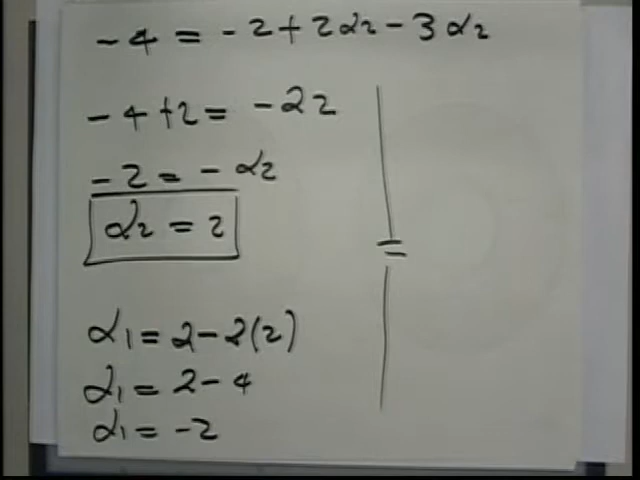 -4 = -2+2α₂-3α₂
-4+2 = -α₂
-2 = -α₂
α₂ = 2
=
α₁ = 2-2(2)
α₁ = 2-4
α₁ = -2